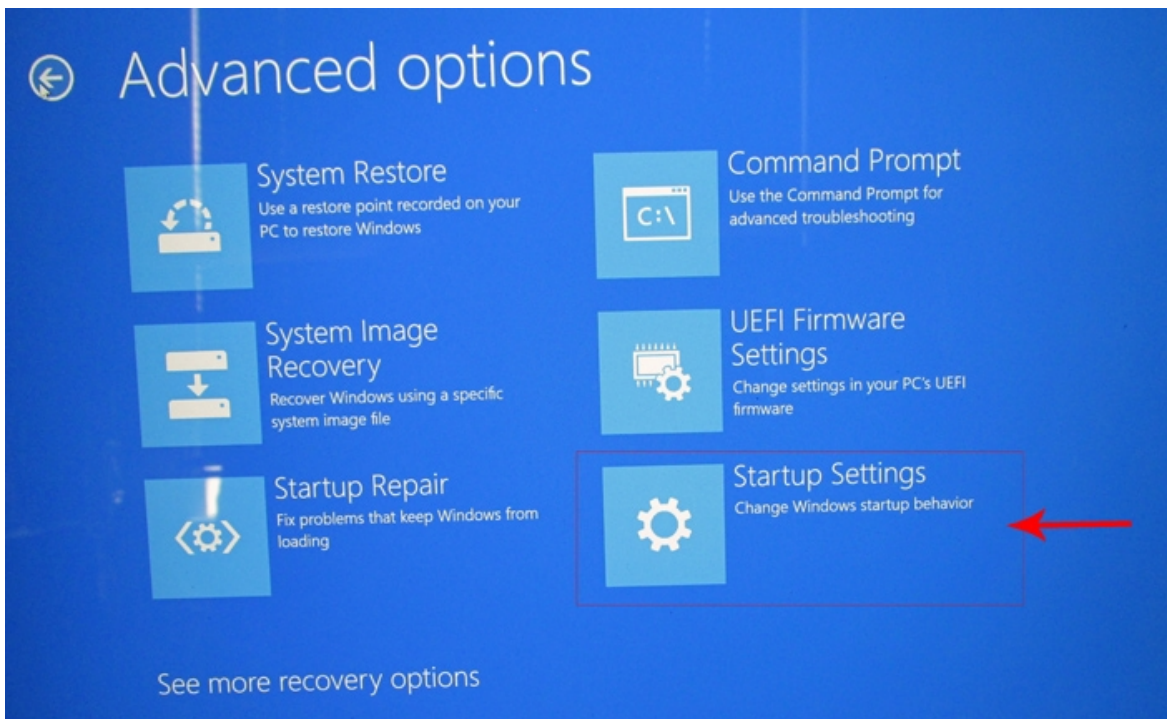 Advanced options
System Restore
Use a restore point recorded on your
PC to restore Windows
System Image
Recovery
Recover Windows using a specific
system image file
Startup Repair
Fix problems that keep Windows from
loading
Command Prompt
Use the Command Prompt for
advanced troubleshooting
C:\
UEFI Firmware
Settings
Change settings in your PC's UEFI
firmware
Startup Settings
Change Windows startup behavior
See more recovery options